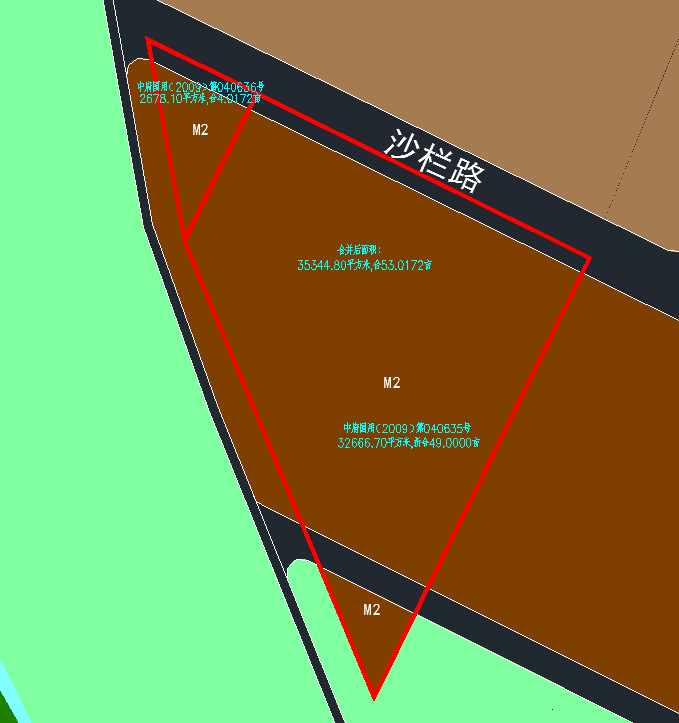 中府国用(2009)第040636号
2678.10平方米,合4.0172亩
M2
沙栏路
合并后面积:
35344.80平方米,合53.0172亩
M2
中府国用(2009)第040635号
32666.70平方米,折合49.0000亩
M2